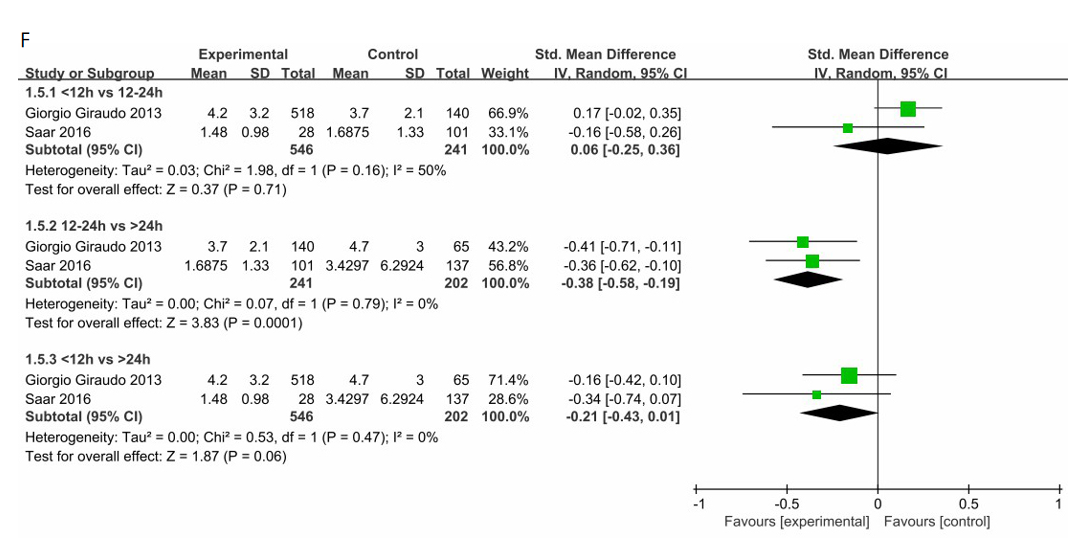 F
Experimental Control Std. Mean Difference Std. Mean Difference
Study or Subgroup Mean SD Total Mean SD Total Weight IV, Random, 95% CI IV, Random, 95% CI
1.5.1 <12h vs 12-24h
Giorgio Giraudo 2013 4.2 3.2 518 3.7 2.1 140 66.9% 0.17 [-0.02, 0.35]
Saar 2016 1.48 0.98 28 1.6875 1.33 101 33.1% -0.16 [-0.58, 0.26]
Subtotal (95% CI) 546 241 100.0% 0.06 [-0.25, 0.36]
Heterogeneity: Tau² = 0.03; Chi² = 1.98, df = 1 (P = 0.16); I² = 50%
Test for overall effect: Z = 0.37 (P = 0.71)
1.5.2 12-24h vs >24h
Giorgio Giraudo 2013 3.7 2.1 140 4.7 3 65 43.2% -0.41 [-0.71, -0.11]
Saar 2016 1.6875 1.33 101 3.4297 6.2924 137 56.8% -0.36 [-0.62, -0.10]
Subtotal (95% CI) 241 202 100.0% -0.38 [-0.58, -0.19]
Heterogeneity: Tau² = 0.00; Chi² = 0.07, df = 1 (P = 0.79); I² = 0%
Test for overall effect: Z = 3.83 (P = 0.0001)
1.5.3 <12h vs >24h
Giorgio Giraudo 2013 4.2 3.2 518 4.7 3 65 71.4% -0.16 [-0.42, 0.10]
Saar 2016 1.48 0.98 28 3.4297 6.2924 137 28.6% -0.34 [-0.74, 0.07]
Subtotal (95% CI) 546 202 100.0% -0.21 [-0.43, 0.01]
Heterogeneity: Tau² = 0.00; Chi² = 0.53, df = 1 (P = 0.47); I² = 0%
Test for overall effect: Z = 1.87 (P = 0.06)
-1 -0.5 0 0.5 1
Favours [experimental] Favours [control]